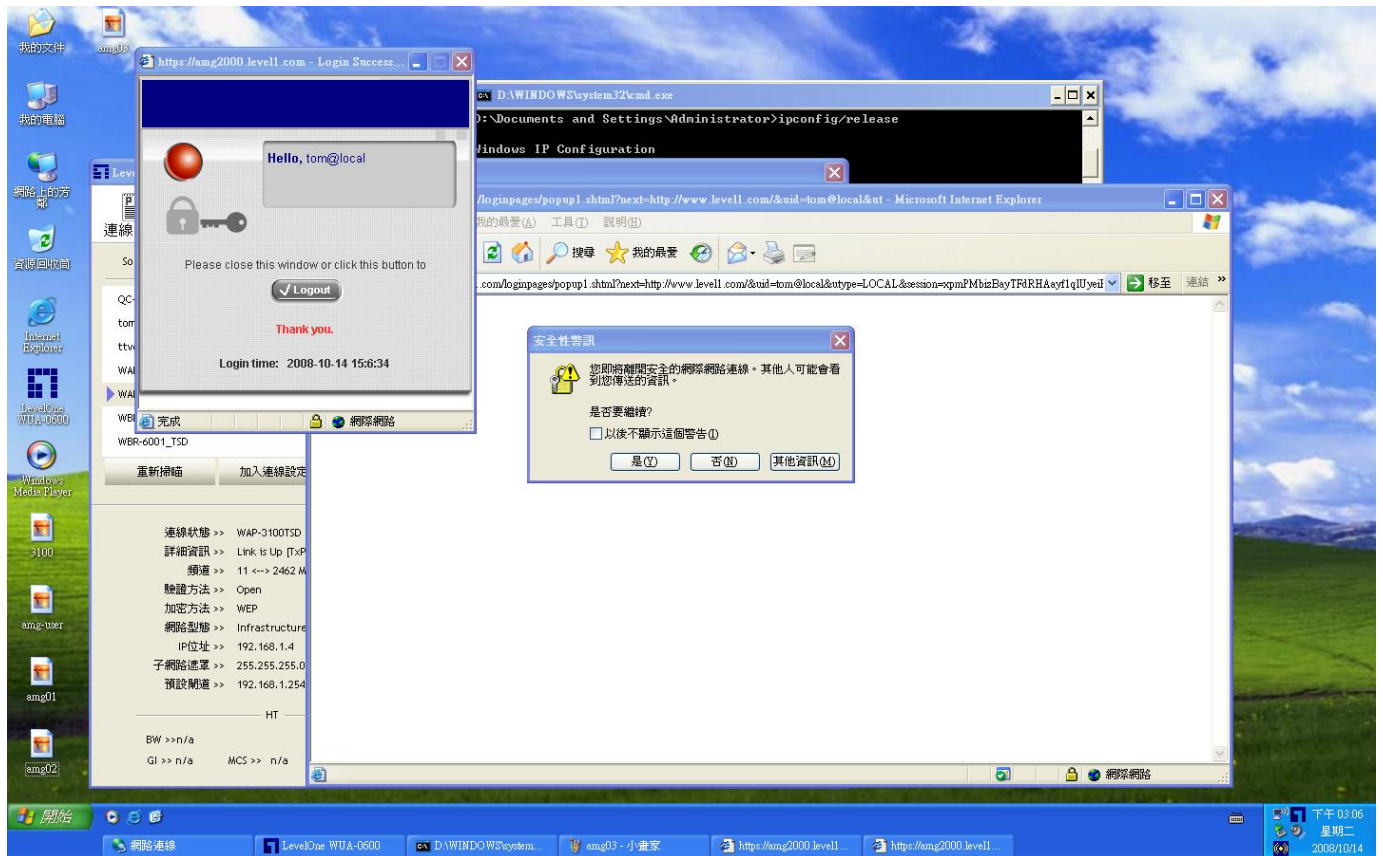 我的文件
amg03
我的電腦
網路上的芳鄰
資源回收筒
Internet Explorer
LevelOne WUA-0600
Windows Media Player
3100
amg-user
amg01
amg02
https://amg2000.level1.com - Login Success...
Hello, tom@local
Please close this window or click this button to
Logout
Thank you.
Login time: 2008-10-14 15:6:34
完成
網際網路
D:\WINDOWS\system32\cmd.exe
D:\Documents and Settings\Administrator>ipconfig/release
Windows IP Configuration
/loginpages/popup1.shtml?next=http://www.level1.com/&uid=tom@local&ut - Microsoft Internet Explorer
我的最愛(A) 工具(T) 說明(H)
搜尋 我的最愛
.com/loginpages/popup1.shtml?next=http://www.level1.com/&uid=tom@local&utype=LOCAL&session=
移至 連結 »
安全性警訊
您即將離開安全的網際網路連線。其他人可能會看
到您傳送的資訊。
是否要繼續?
以後不顯示這個警告(I)
是(Y) 否(N) 其他資訊(M)
連線
So
QC-
tom
WBR-6001_TSD
重新掃瞄 加入連線設定
連線狀態 >> WAP-3100TSD
詳細資訊 >> Link is Up [TxP
頻道 >> 11 <--> 2462 M
驗證方法 >> Open
加密方法 >> WEP
網路型態 >> Infrastructure
IP位址 >> 192.168.1.4
子網路遮罩 >> 255.255.255.0
預設閘道 >> 192.168.1.254
HT
BW >> n/a
GI >> n/a MCS >> n/a
網際網路
開始
網路連線
LevelOne WUA-0600
D:\WINDOWS\system...
amg03 - 小畫家
https://amg2000.level1...
https://amg2000.level1...
下午 03:06
星期二
2008/10/14